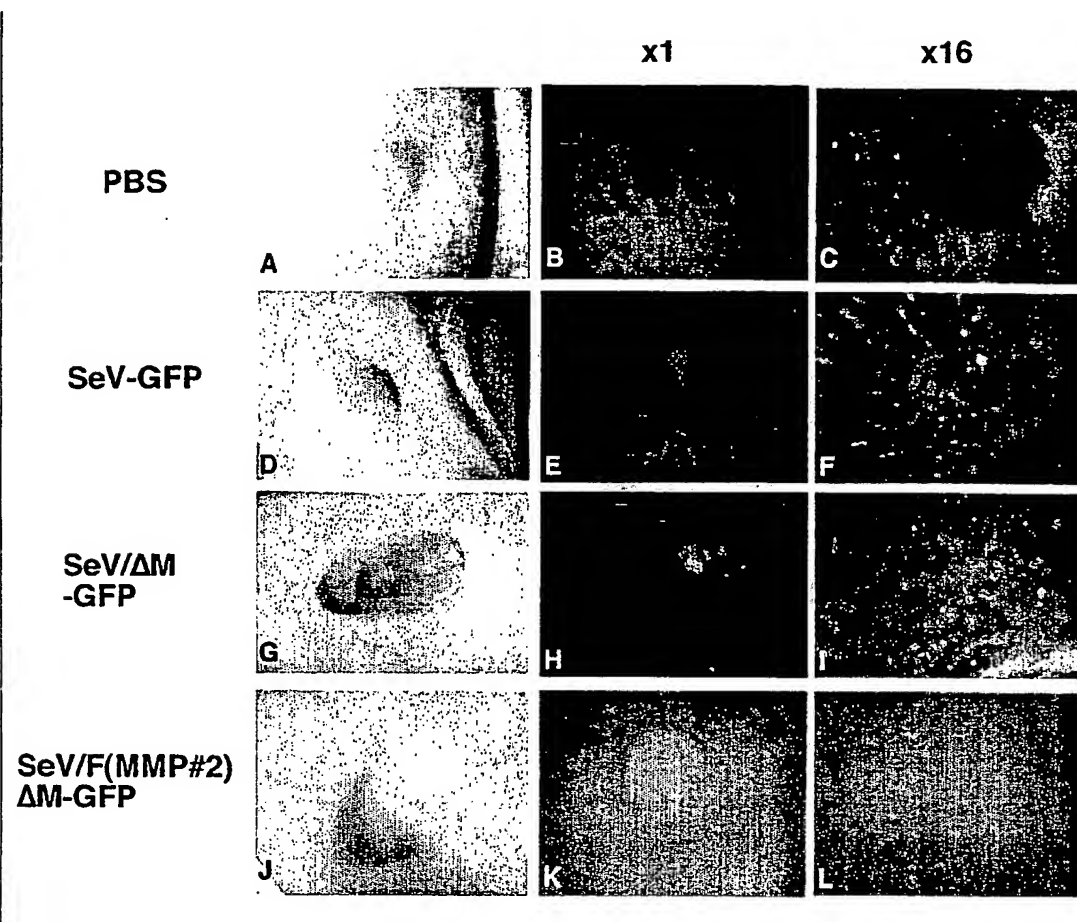 x1 x16
PBS
A B C
SeV-GFP
D E F
SeV/ΔM
-GFP
G H I
SeV/F(MMP#2)
ΔM-GFP
J K L